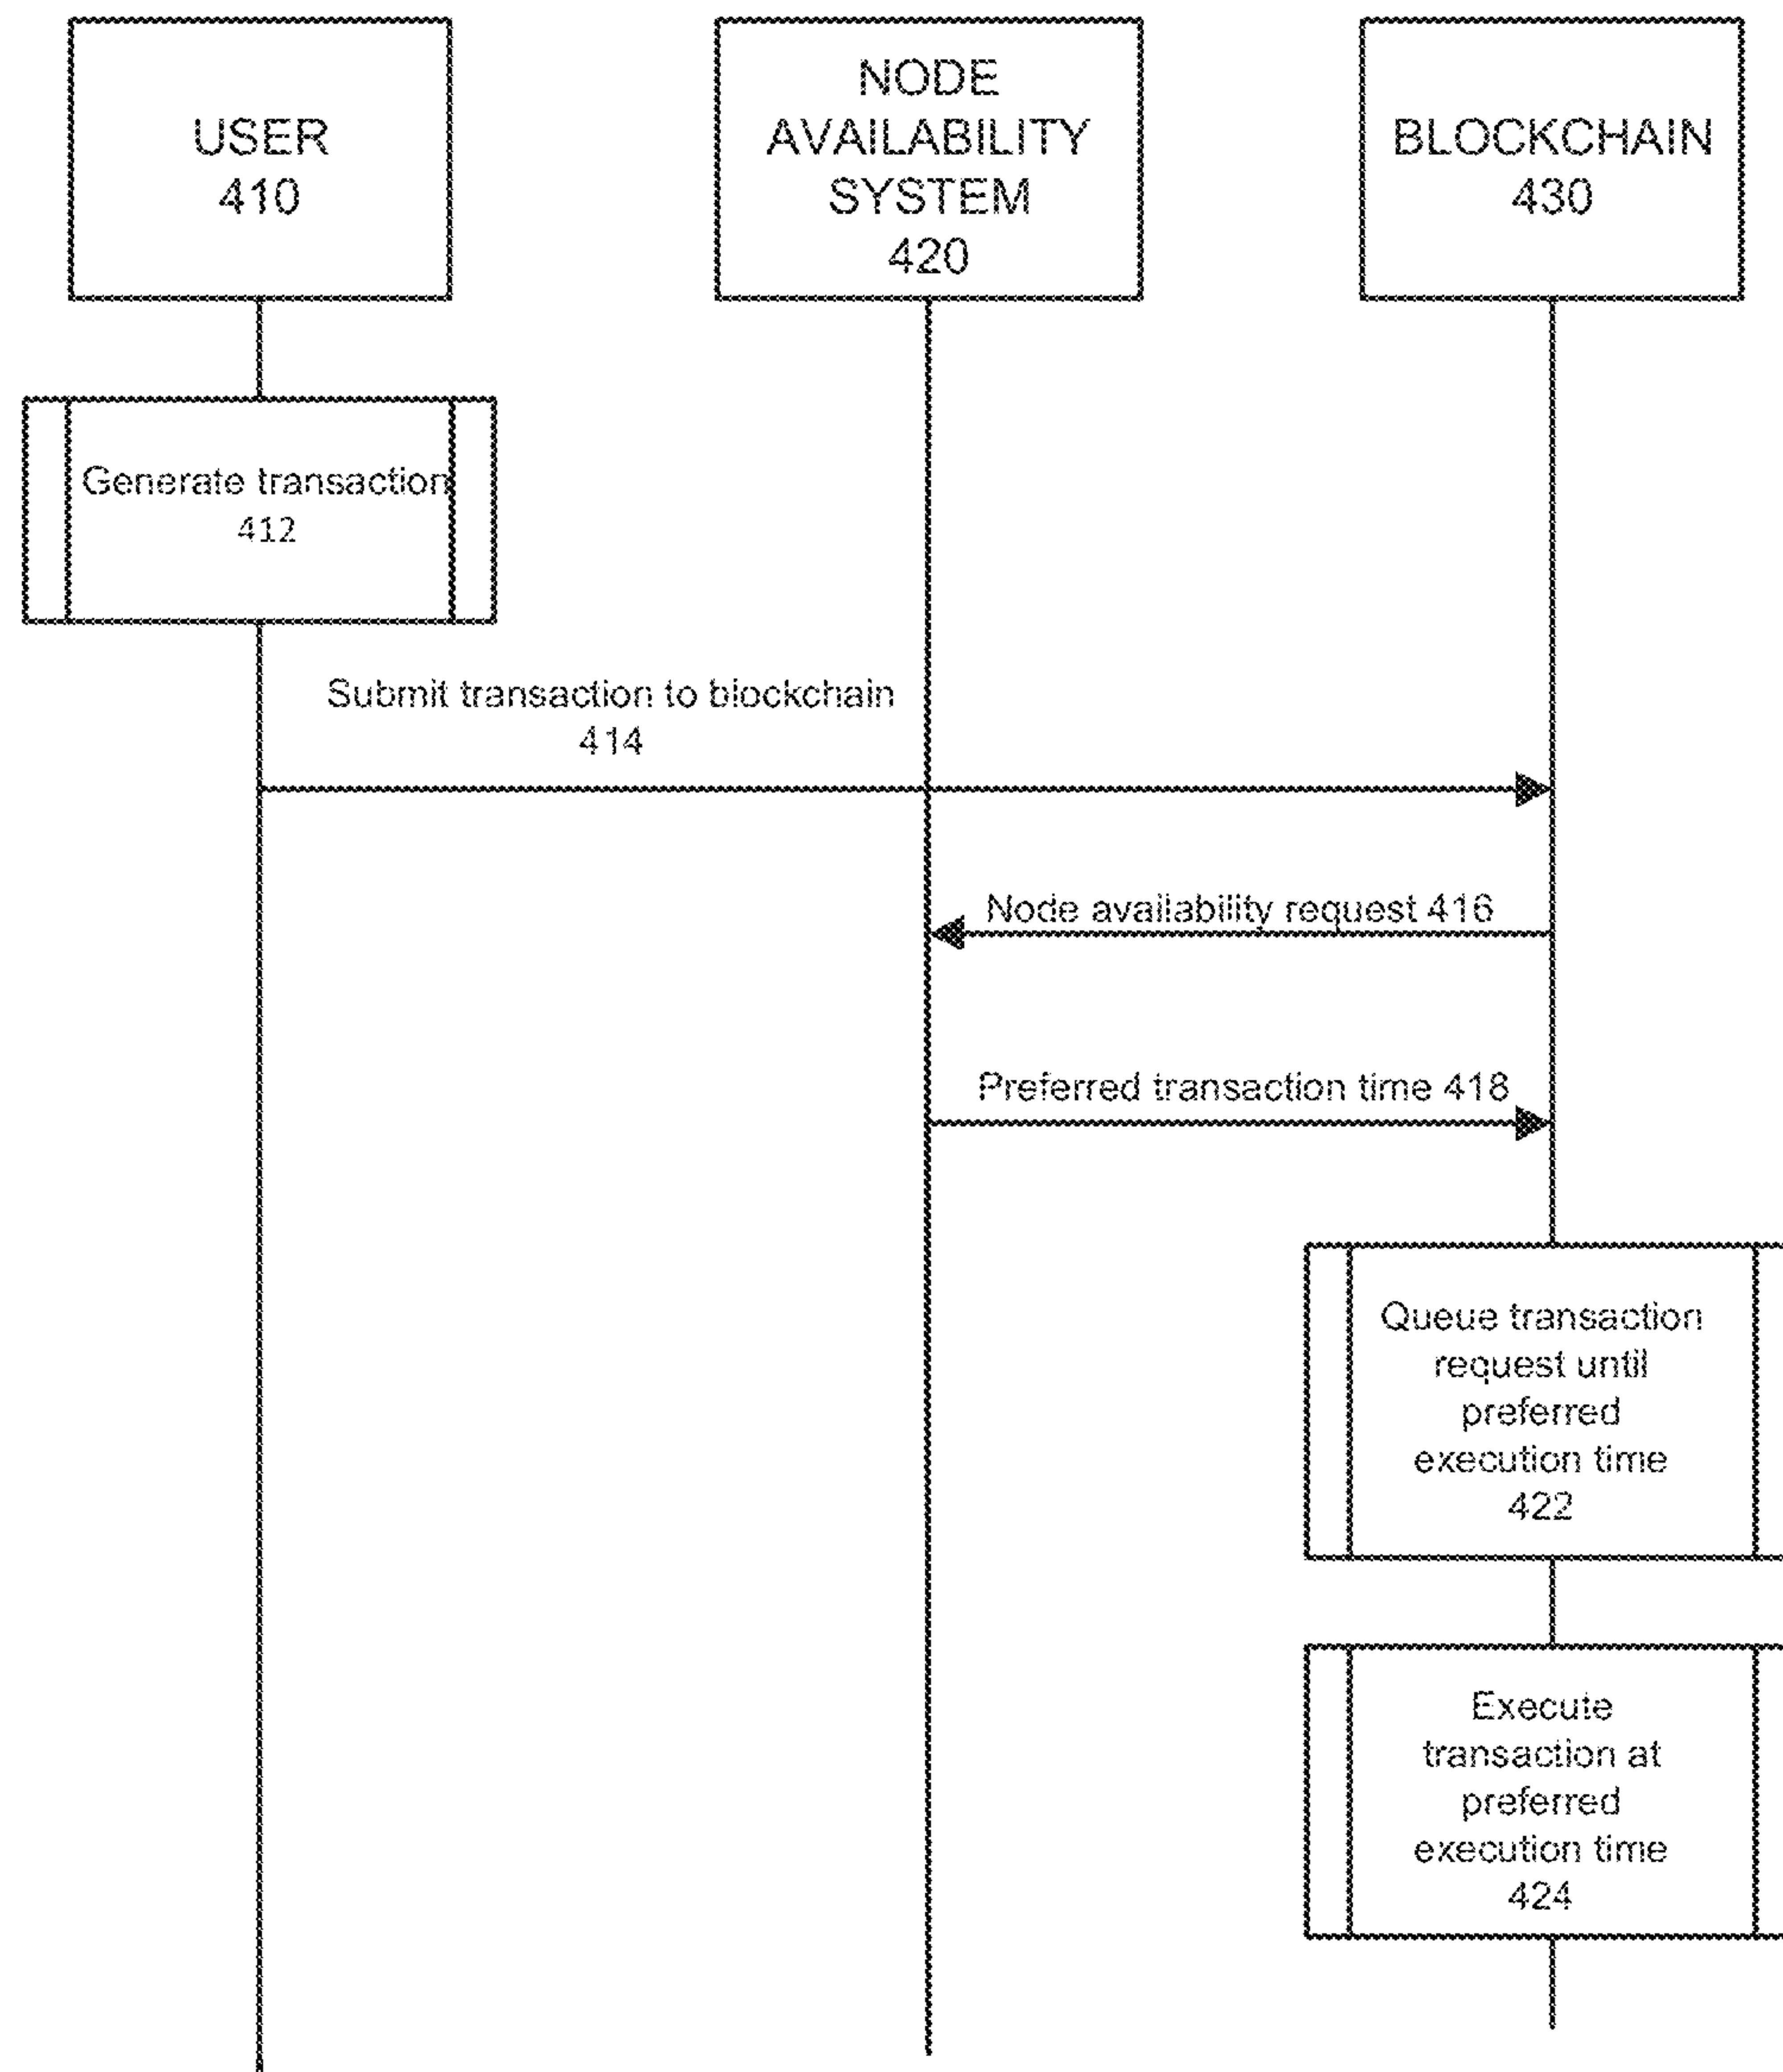 USER
410
NODE
AVAILABILITY
SYSTEM
420
BLOCKCHAIN
430
Generate transaction
412
Submit transaction to blockchain
414
Node availability request 416
Preferred transaction time 418
Queue transaction
request until
preferred
execution time
422
Execute
transaction at
preferred
execution time
424